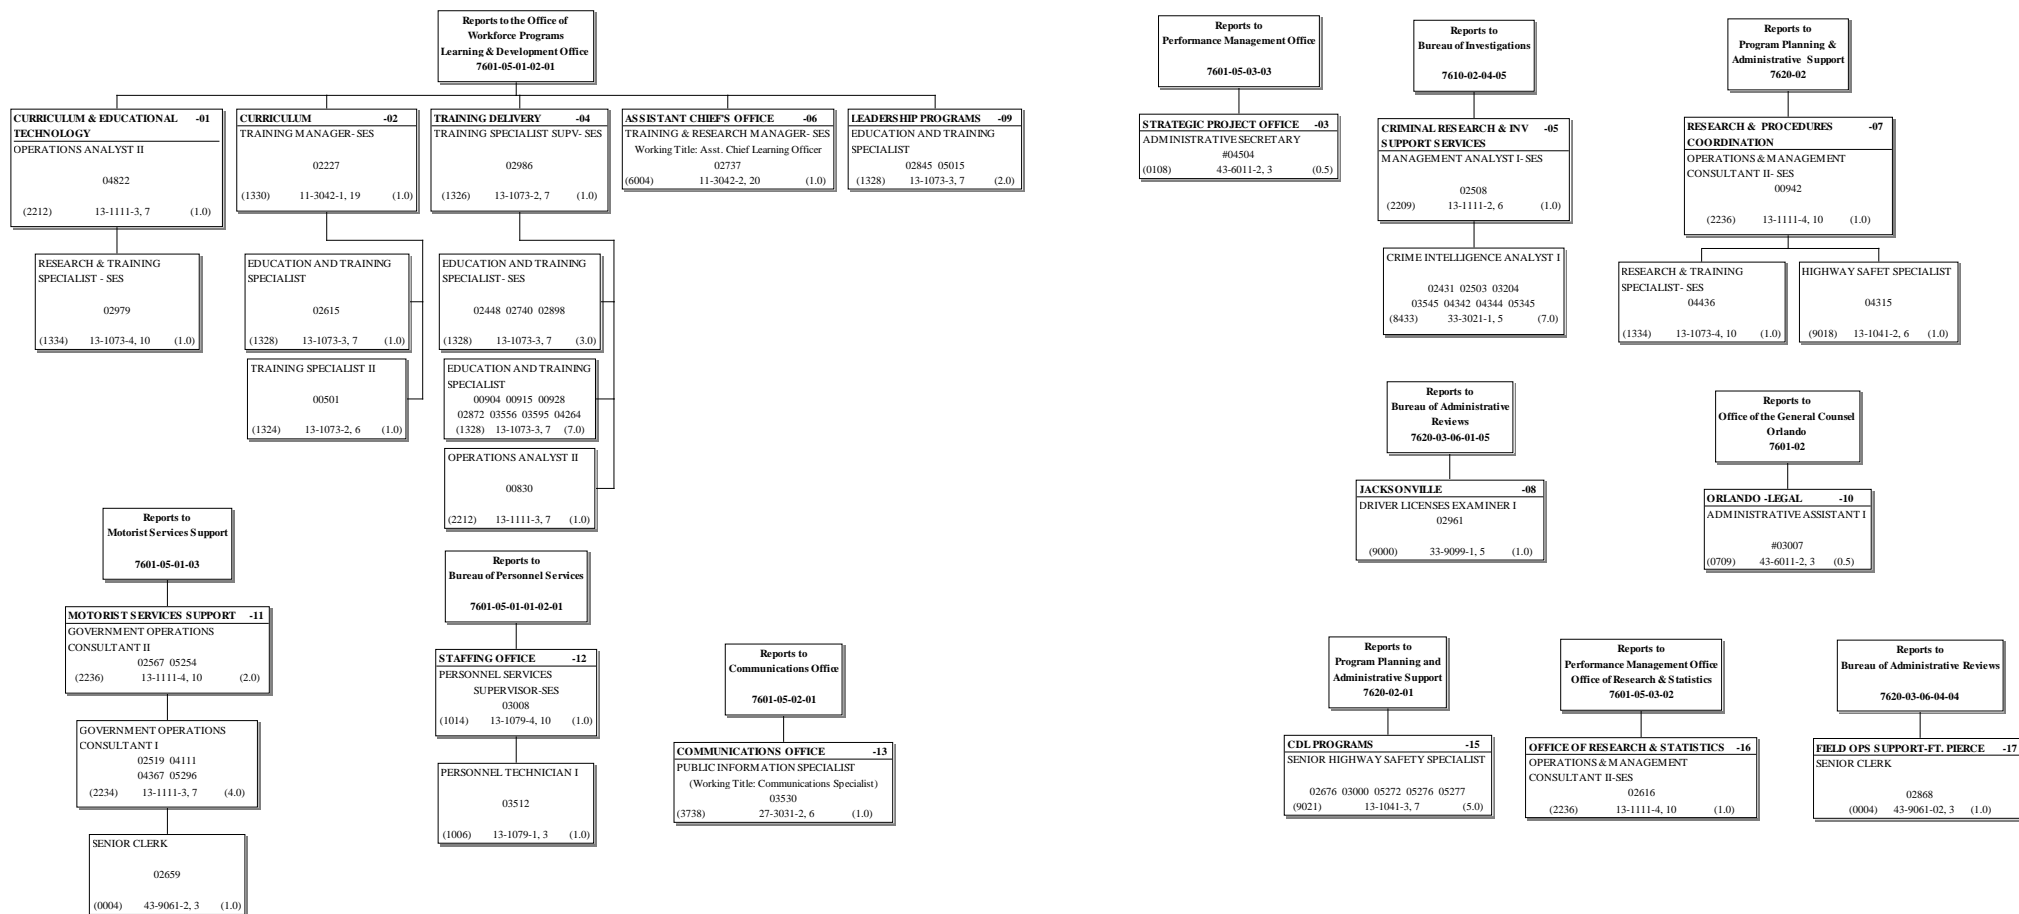 Reports to the Office of
Workforce Programs
Learning & Development Office
7601-05-01-02-01
CURRICULUM & EDUCATIONAL -01
TECHNOLOGY
OPERATIONS ANALYST II
04822
(2212) 13-1111-3, 7 (1.0)
RESEARCH & TRAINING
SPECIALIST - SES
02979
(1334) 13-1073-4, 10 (1.0)
CURRICULUM -02
TRAINING MANAGER- SES
02227
(1330) 11-3042-1, 19 (1.0)
EDUCATION AND TRAINING
SPECIALIST
02615
(1328) 13-1073-3, 7 (1.0)
TRAINING SPECIALIST II
00501
(1324) 13-1073-2, 6 (1.0)
TRAINING DELIVERY -04
TRAINING SPECIALIST SUPV- SES
02986
(1326) 13-1073-2, 7 (1.0)
EDUCATION AND TRAINING
SPECIALIST- SES
02448 02740 02898
(1328) 13-1073-3, 7 (3.0)
EDUCATION AND TRAINING
SPECIALIST
00904 00915 00928
02872 03556 03595 04264
(1328) 13-1073-3, 7 (7.0)
OPERATIONS ANALYST II
00830
(2212) 13-1111-3, 7 (1.0)
ASSISTANT CHIEF'S OFFICE -06
TRAINING & RESEARCH MANAGER- SES
Working Title: Asst. Chief Learning Officer
02737
(6004) 11-3042-2, 20 (1.0)
LEADERSHIP PROGRAMS -09
EDUCATION AND TRAINING
SPECIALIST
02845 05015
(1328) 13-1073-3, 7 (2.0)
Reports to
Performance Management Office
7601-05-03-03
STRATEGIC PROJECT OFFICE -03
ADMINISTRATIVE SECRETARY
#04504
(0108) 43-6011-2, 3 (0.5)
Reports to
Bureau of Investigations
7610-02-04-05
CRIMINAL RESEARCH & INV -05
SUPPORT SERVICES
MANAGEMENT ANALYST I- SES
02508
(2209) 13-1111-2, 6 (1.0)
CRIME INTELLIGENCE ANALYST I
02431 02503 03204
03545 04342 04344 05345
(8433) 33-3021-1, 5 (7.0)
Reports to
Program Planning &
Administrative Support
7620-02
RESEARCH & PROCEDURES -07
COORDINATION
OPERATIONS & MANAGEMENT
CONSULTANT II- SES
00942
(2236) 13-1111-4, 10 (1.0)
RESEARCH & TRAINING
SPECIALIST- SES
04436
(1334) 13-1073-4, 10 (1.0)
HIGHWAY SAFET SPECIALIST
04315
(9018) 13-1041-2, 6 (1.0)
Reports to
Bureau of Administrative
Reviews
7620-03-06-01-05
JACKSONVILLE -08
DRIVER LICENSES EXAMINER I
02961
(9000) 33-9099-1, 5 (1.0)
Reports to
Office of the General Counsel
Orlando
7601-02
ORLANDO -LEGAL -10
ADMINISTRATIVE ASSISTANT I
#03007
(0709) 43-6011-2, 3 (0.5)
Reports to
Motorist Services Support
7601-05-01-03
MOTORIST SERVICES SUPPORT -11
GOVERNMENT OPERATIONS
CONSULTANT II
02567 05254
(2236) 13-1111-4, 10 (2.0)
GOVERNMENT OPERATIONS
CONSULTANT I
02519 04111
04367 05296
(2234) 13-1111-3, 7 (4.0)
SENIOR CLERK
02659
(0004) 43-9061-2, 3 (1.0)
Reports to
Bureau of Personnel Services
7601-05-01-01-02-01
STAFFING OFFICE -12
PERSONNEL SERVICES
SUPERVISOR-SES
03008
(1014) 13-1079-4, 10 (1.0)
PERSONNEL TECHNICIAN I
03512
(1006) 13-1079-1, 3 (1.0)
Reports to
Communications Office
7601-05-02-01
COMMUNICATIONS OFFICE -13
PUBLIC INFORMATION SPECIALIST
(Working Title: Communications Specialist)
03530
(3738) 27-3031-2, 6 (1.0)
Reports to
Program Planning and
Administrative Support
7620-02-01
CDL PROGRAMS -15
SENIOR HIGHWAY SAFETY SPECIALIST
02676 03000 05272 05276 05277
(9021) 13-1041-3, 7 (5.0)
Reports to
Performance Management Office
Office of Research & Statistics
7601-05-03-02
OFFICE OF RESEARCH & STATISTICS -16
OPERATIONS & MANAGEMENT
CONSULTANT II-SES
02616
(2236) 13-1111-4, 10 (1.0)
Reports to
Bureau of Administrative Reviews
7620-03-06-04-04
FIELD OPS SUPPORT-FT. PIERCE -17
SENIOR CLERK
02868
(0004) 43-9061-02, 3 (1.0)